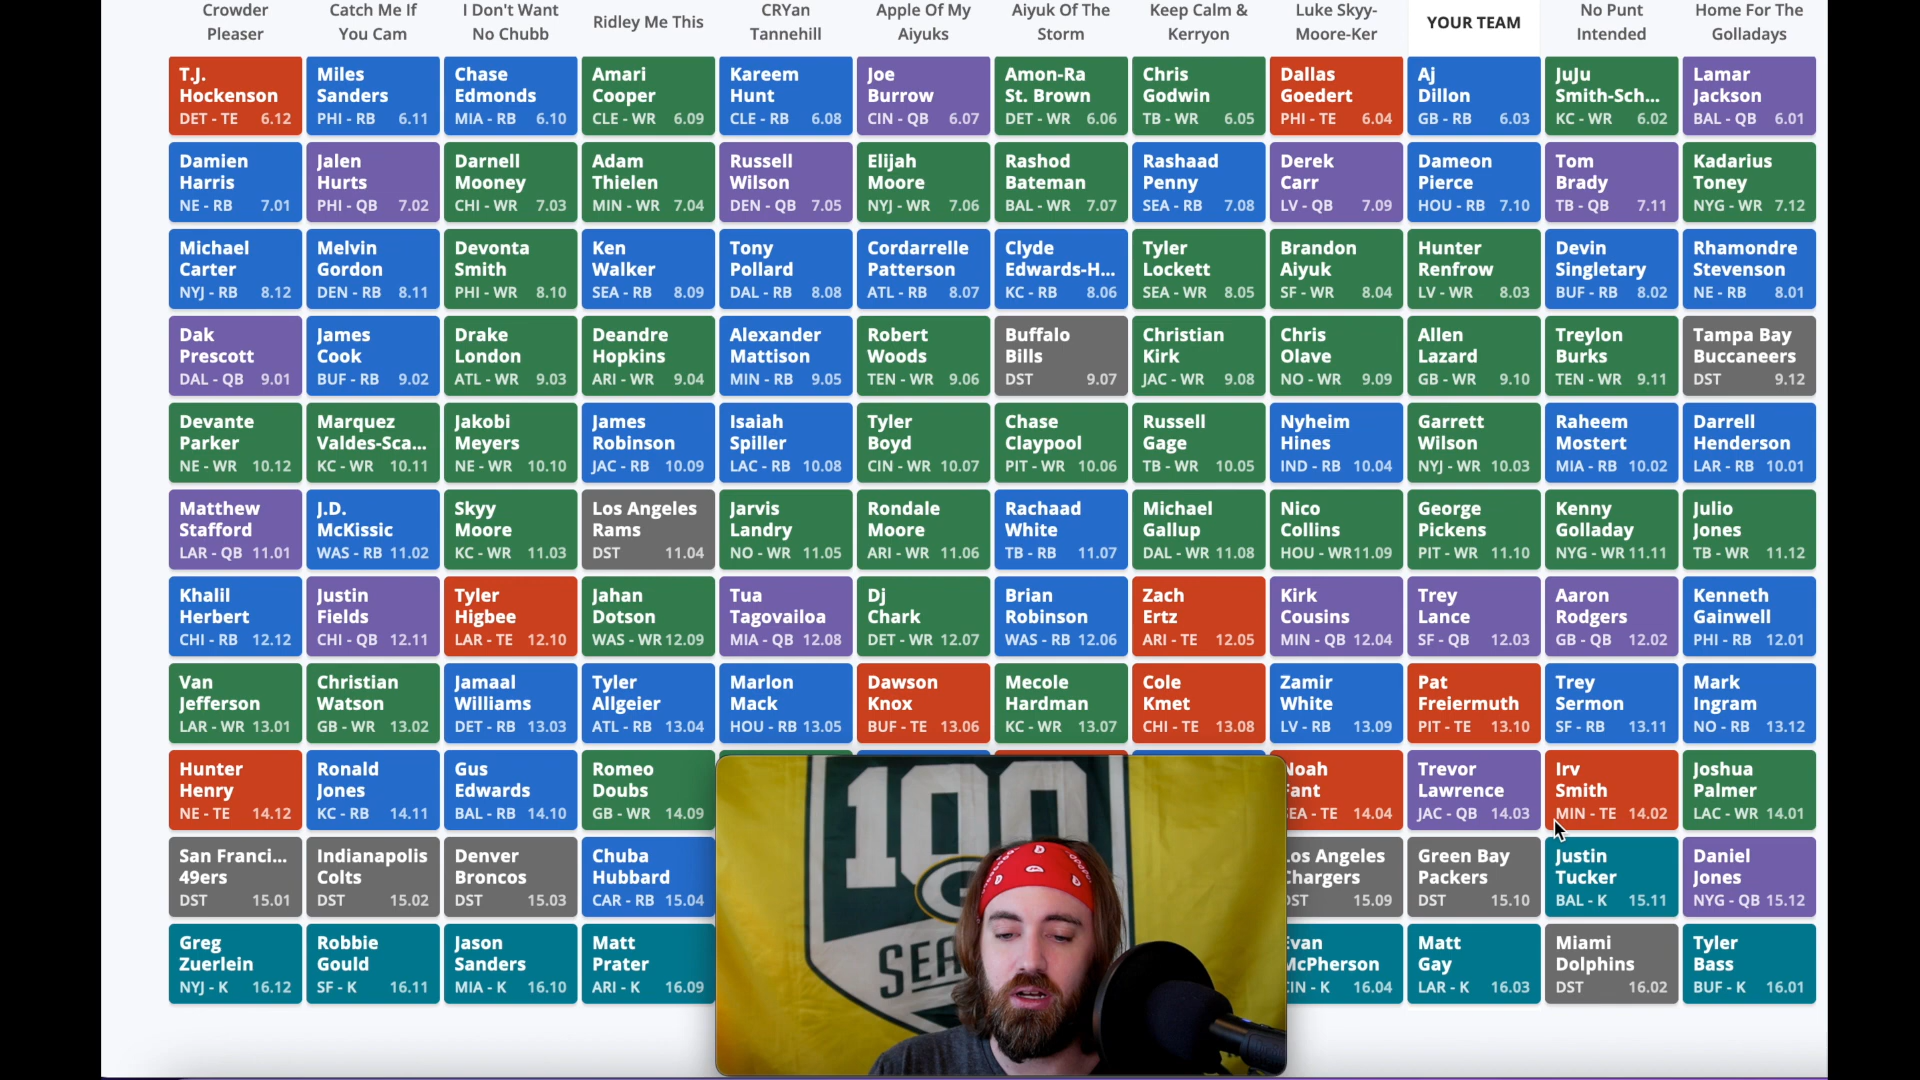 Crowder
Pleaser
Catch Me If
You Cam
I Don't Want
No Chubb
Ridley Me This
CRYan
Tannehill
Apple Of My
Aiyuks
Aiyuk Of The
Storm
Keep Calm &
Kerryon
Luke Skyy-
Moore-Ker
YOUR TEAM
No Punt
Intended
Home For The
Golladays
T.J.
Hockenson
DET - TE 6.12
Miles
Sanders
PHI - RB 6.11
Chase
Edmonds
MIA - RB 6.10
Amari
Cooper
CLE - WR 6.09
Kareem
Hunt
CLE - RB 6.08
Joe
Burrow
CIN - QB 6.07
Amon-Ra
St. Brown
DET - WR 6.06
Chris
Godwin
TB - WR 6.05
Dallas
Goedert
PHI - TE 6.04
Aj
Dillon
GB - RB 6.03
JuJu
Smith-Sch...
KC - WR 6.02
Lamar
Jackson
BAL - QB 6.01
Damien
Harris
NE - RB 7.01
Jalen
Hurts
PHI - QB 7.02
Darnell
Mooney
CHI - WR 7.03
Adam
Thielen
MIN - WR 7.04
Russell
Wilson
DEN - QB 7.05
Elijah
Moore
NYJ - WR 7.06
Rashod
Bateman
BAL - WR 7.07
Rashaad
Penny
SEA - RB 7.08
Derek
Carr
LV - QB 7.09
Dameon
Pierce
HOU - RB 7.10
Tom
Brady
TB - QB 7.11
Kadarius
Toney
NYG - WR 7.12
Michael
Carter
NYJ - RB 8.12
Melvin
Gordon
DEN - RB 8.11
Devonta
Smith
PHI - WR 8.10
Ken
Walker
SEA - RB 8.09
Tony
Pollard
DAL - RB 8.08
Cordarrelle
Patterson
ATL - RB 8.07
Clyde
Edwards-H...
KC - RB 8.06
Tyler
Lockett
SEA - WR 8.05
Brandon
Aiyuk
SF - WR 8.04
Hunter
Renfrow
LV - WR 8.03
Devin
Singletary
BUF - RB 8.02
Rhamondre
Stevenson
NE - RB 8.01
Dak
Prescott
DAL - QB 9.01
James
Cook
BUF - RB 9.02
Drake
London
ATL - WR 9.03
Deandre
Hopkins
ARI - WR 9.04
Alexander
Mattison
MIN - RB 9.05
Robert
Woods
TEN - WR 9.06
Buffalo
Bills
DST 9.07
Christian
Kirk
JAC - WR 9.08
Chris
Olave
NO - WR 9.09
Allen
Lazard
GB - WR 9.10
Treylon
Burks
TEN - WR 9.11
Tampa Bay
Buccaneers
DST 9.12
Devante
Parker
NE - WR 10.12
Marquez
Valdes-Sca...
KC - WR 10.11
Jakobi
Meyers
NE - WR 10.10
James
Robinson
JAC - RB 10.09
Isaiah
Spiller
LAC - RB 10.08
Tyler
Boyd
CIN - WR 10.07
Chase
Claypool
PIT - WR 10.06
Russell
Gage
TB - WR 10.05
Nyheim
Hines
IND - RB 10.04
Garrett
Wilson
NYJ - WR 10.03
Raheem
Mostert
MIA - RB 10.02
Darrell
Henderson
LAR - RB 10.01
Matthew
Stafford
LAR - QB 11.01
J.D.
McKissic
WAS - RB 11.02
Skyy
Moore
KC - WR 11.03
Los Angeles
Rams
DST 11.04
Jarvis
Landry
NO - WR 11.05
Rondale
Moore
ARI - WR 11.06
Rachaad
White
TB - RB 11.07
Michael
Gallup
DAL - WR 11.08
Nico
Collins
HOU - WR 11.09
George
Pickens
PIT - WR 11.10
Kenny
Golladay
NYG - WR 11.11
Julio
Jones
TB - WR 11.12
Khalil
Herbert
CHI - RB 12.12
Justin
Fields
CHI - QB 12.11
Tyler
Higbee
LAR - TE 12.10
Jahan
Dotson
WAS - WR 12.09
Tua
Tagovailoa
MIA - QB 12.08
Dj
Chark
DET - WR 12.07
Brian
Robinson
WAS - RB 12.06
Zach
Ertz
ARI - TE 12.05
Kirk
Cousins
MIN - QB 12.04
Trey
Lance
SF - QB 12.03
Aaron
Rodgers
GB - QB 12.02
Kenneth
Gainwell
PHI - RB 12.01
Van
Jefferson
LAR - WR 13.01
Christian
Watson
GB - WR 13.02
Jamaal
Williams
DET - RB 13.03
Tyler
Allgeier
ATL - RB 13.04
Marlon
Mack
HOU - RB 13.05
Dawson
Knox
BUF - TE 13.06
Mecole
Hardman
KC - WR 13.07
Cole
Kmet
CHI - TE 13.08
Zamir
White
LV - RB 13.09
Pat
Freiermuth
PIT - TE 13.10
Trey
Sermon
SF - RB 13.11
Mark
Ingram
NO - RB 13.12
Hunter
Henry
NE - TE 14.12
Ronald
Jones
KC - RB 14.11
Gus
Edwards
BAL - RB 14.10
Romeo
Doubs
GB - WR 14.09
Noah
Fant
SEA - TE 14.04
Trevor
Lawrence
JAC - QB 14.03
Irv
Smith
MIN - TE 14.02
Joshua
Palmer
LAC - WR 14.01
San Franci...
49ers
DST 15.01
Indianapolis
Colts
DST 15.02
Denver
Broncos
DST 15.03
Chuba
Hubbard
CAR - RB 15.04
Los Angeles
Chargers
DST 15.09
Green Bay
Packers
DST 15.10
Justin
Tucker
BAL - K 15.11
Daniel
Jones
NYG - QB 15.12
Greg
Zuerlein
NYJ - K 16.12
Robbie
Gould
SF - K 16.11
Jason
Sanders
MIA - K 16.10
Matt
Prater
ARI - K 16.09
Evan
McPherson
CIN - K 16.04
Matt
Gay
LAR - K 16.03
Miami
Dolphins
DST 16.02
Tyler
Bass
BUF - K 16.01
100
G
SEA